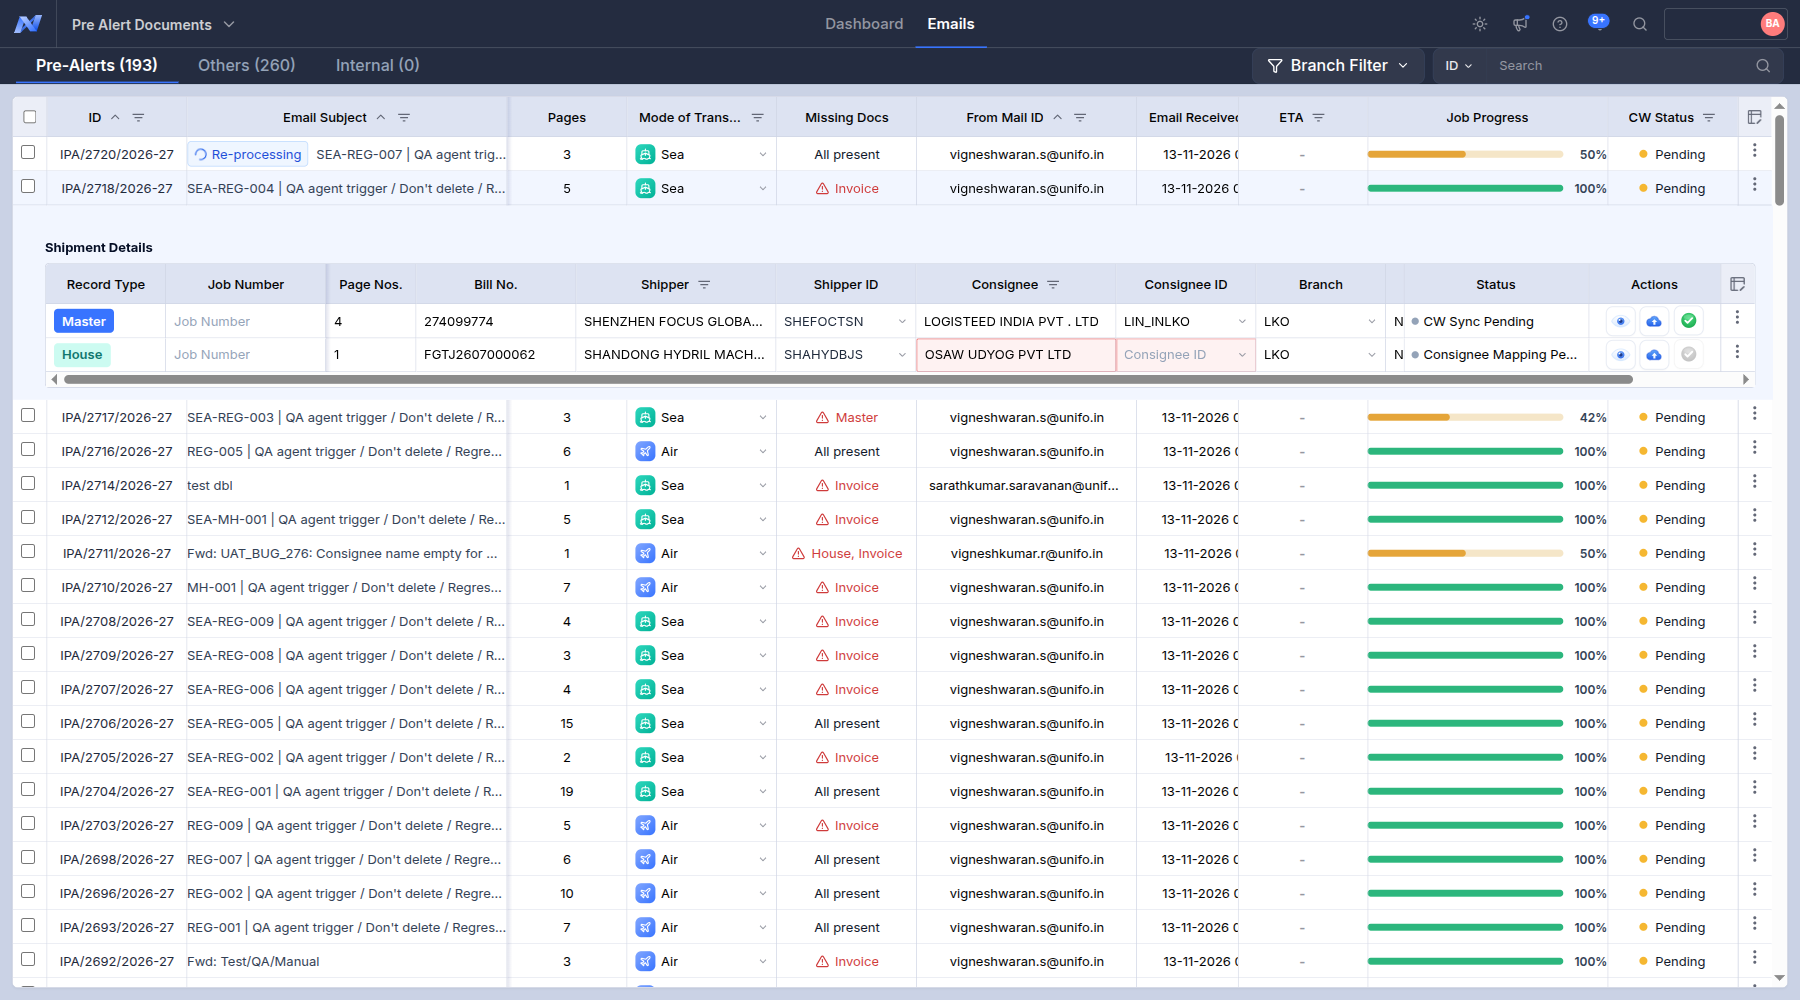 Pre Alert Documents Dashboard Emails 9+ BA
Pre-Alerts (193) Others (260) Internal (0) Branch Filter ID Search
ID Email Subject Pages Mode of Trans... Missing Docs From Mail ID Email Received ETA Job Progress CW Status
IPA/2720/2026-27 Re-processing SEA-REG-007 | QA agent trig... 3 Sea All present vigneshwaran.s@unifo.in 13-11-2026 - 50% Pending
IPA/2718/2026-27 SEA-REG-004 | QA agent trigger / Don't delete / R... 5 Sea Invoice vigneshwaran.s@unifo.in 13-11-2026 - 100% Pending
Shipment Details
Record Type Job Number Page Nos. Bill No. Shipper Shipper ID Consignee Consignee ID Branch Status Actions
Master Job Number 4 274099774 SHENZHEN FOCUS GLOBA... SHEFOCTSN LOGISTEED INDIA PVT . LTD LIN_INLKO LKO N CW Sync Pending
House Job Number 1 FGTJ2607000062 SHANDONG HYDRIL MACH... SHAHYDBJS OSAW UDYOG PVT LTD Consignee ID LKO N Consignee Mapping Pe...
IPA/2717/2026-27 SEA-REG-003 | QA agent trigger / Don't delete / R... 3 Sea Master vigneshwaran.s@unifo.in 13-11-2026 - 42% Pending
IPA/2716/2026-27 REG-005 | QA agent trigger / Don't delete / Regre... 6 Air All present vigneshwaran.s@unifo.in 13-11-2026 - 100% Pending
IPA/2714/2026-27 test dbl 1 Sea Invoice sarathkumar.saravanan@unif... 13-11-2026 - 100% Pending
IPA/2712/2026-27 SEA-MH-001 | QA agent trigger / Don't delete / Re... 5 Sea Invoice vigneshwaran.s@unifo.in 13-11-2026 - 100% Pending
IPA/2711/2026-27 Fwd: UAT_BUG_276: Consignee name empty for ... 1 Air House, Invoice vigneshkumar.r@unifo.in 13-11-2026 - 50% Pending
IPA/2710/2026-27 MH-001 | QA agent trigger / Don't delete / Regres... 7 Air Invoice vigneshwaran.s@unifo.in 13-11-2026 - 100% Pending
IPA/2708/2026-27 SEA-REG-009 | QA agent trigger / Don't delete / R... 4 Sea Invoice vigneshwaran.s@unifo.in 13-11-2026 - 100% Pending
IPA/2709/2026-27 SEA-REG-008 | QA agent trigger / Don't delete / R... 3 Sea Invoice vigneshwaran.s@unifo.in 13-11-2026 - 100% Pending
IPA/2707/2026-27 SEA-REG-006 | QA agent trigger / Don't delete / R... 4 Sea Invoice vigneshwaran.s@unifo.in 13-11-2026 - 100% Pending
IPA/2706/2026-27 SEA-REG-005 | QA agent trigger / Don't delete / R... 15 Sea All present vigneshwaran.s@unifo.in 13-11-2026 - 100% Pending
IPA/2705/2026-27 SEA-REG-002 | QA agent trigger / Don't delete / R... 2 Sea Invoice vigneshwaran.s@unifo.in 13-11-2026 - 100% Pending
IPA/2704/2026-27 SEA-REG-001 | QA agent trigger / Don't delete / R... 19 Sea All present vigneshwaran.s@unifo.in 13-11-2026 - 100% Pending
IPA/2703/2026-27 REG-009 | QA agent trigger / Don't delete / Regre... 5 Air Invoice vigneshwaran.s@unifo.in 13-11-2026 - 100% Pending
IPA/2698/2026-27 REG-007 | QA agent trigger / Don't delete / Regre... 6 Air All present vigneshwaran.s@unifo.in 13-11-2026 - 100% Pending
IPA/2696/2026-27 REG-002 | QA agent trigger / Don't delete / Regre... 10 Air All present vigneshwaran.s@unifo.in 13-11-2026 - 100% Pending
IPA/2693/2026-27 REG-001 | QA agent trigger / Don't delete / Regres... 7 Air All present vigneshwaran.s@unifo.in 13-11-2026 - 100% Pending
IPA/2692/2026-27 Fwd: Test/QA/Manual 3 Air Invoice vigneshwaran.s@unifo.in 13-11-2026 - 100% Pending